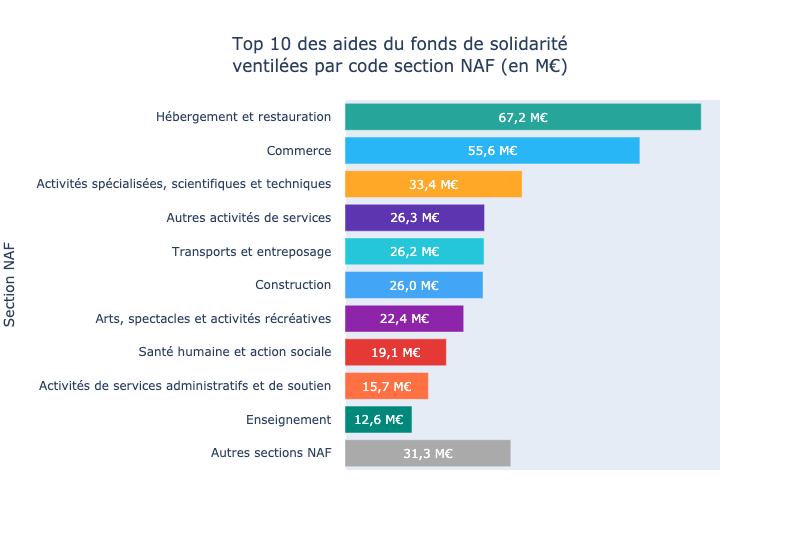 Top 10 des aides du fonds de solidarité
ventilées par code section NAF (en M€)
Section NAF
Hébergement et restauration 67,2 M€
Commerce 55,6 M€
Activités spécialisées, scientifiques et techniques 33,4 M€
Autres activités de services 26,3 M€
Transports et entreposage 26,2 M€
Construction 26,0 M€
Arts, spectacles et activités récréatives 22,4 M€
Santé humaine et action sociale 19,1 M€
Activités de services administratifs et de soutien 15,7 M€
Enseignement 12,6 M€
Autres sections NAF 31,3 M€